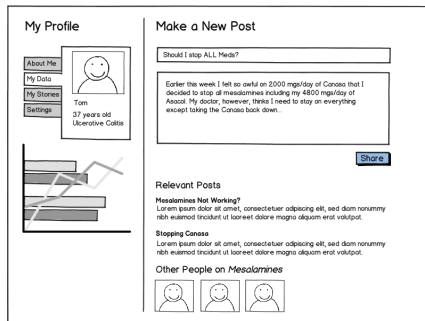 My Profile
About Me
My Data
My Stories
Settings
Tom
37 years old
Ulcerative Colitis
Make a New Post
Should I stop ALL Meds?
Earlier this week I felt so awful on 2000 mgs/day of Canasa that I
decided to stop all mesalamines including my 4800 mgs/day of
Asacol. My doctor, however, thinks I need to stay on everything
except taking the Canasa back down...
Share
Relevant Posts
Mesalamines Not Working?
Lorem ipsum dolor sit amet, consectetuer adipiscing elit, sed diam nonummy
nibh euismod tincidunt ut laoreet dolore magna aliquam erat volutpat.
Stopping Canasa
Lorem ipsum dolor sit amet, consectetuer adipiscing elit, sed diam nonummy
nibh euismod tincidunt ut laoreet dolore magna aliquam erat volutpat.
Other People on Mesalamines